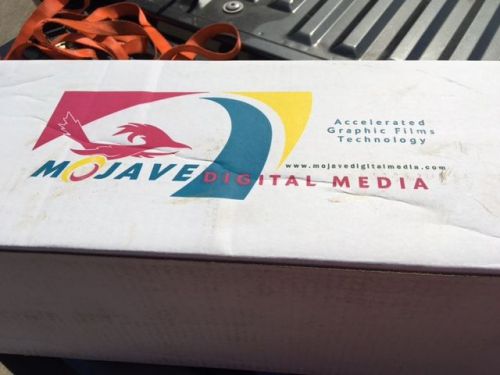 Accelerated
Graphic Films
Technology
www.mojavedigitalmedia.com
MOJAVE DIGITAL MEDIA